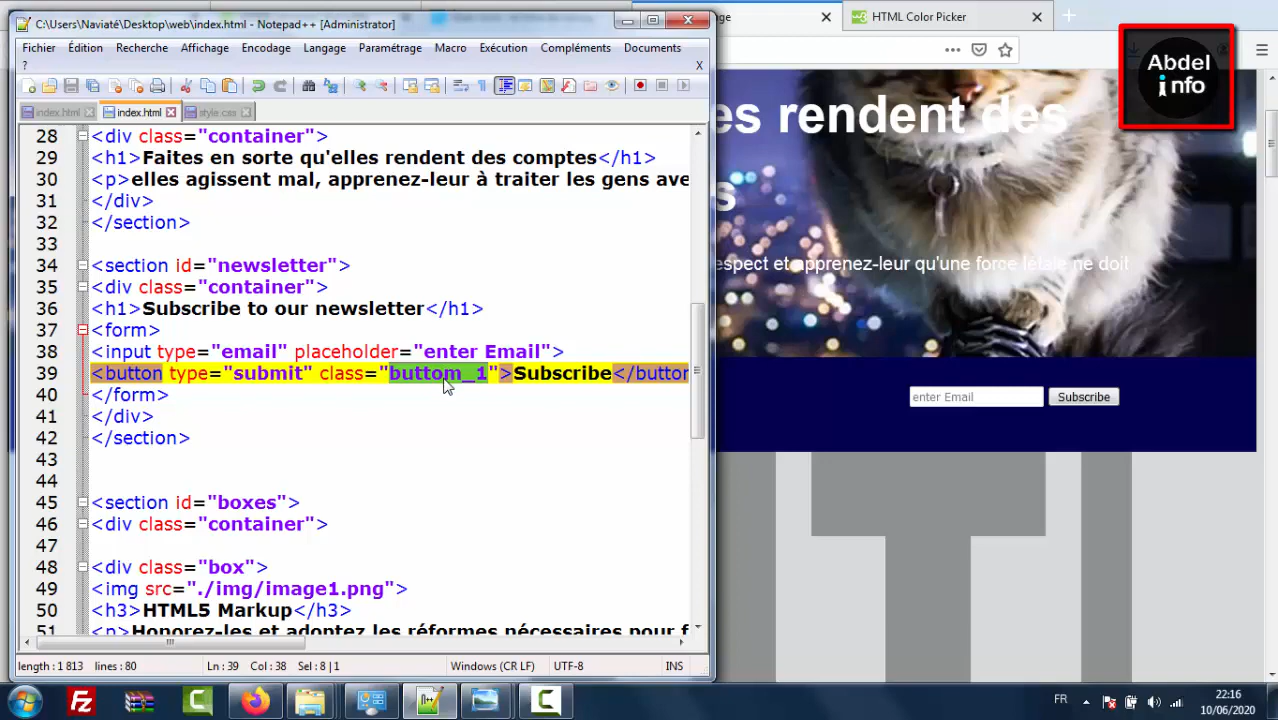 C:\Users\Naviaté\Desktop\web\index.html - Notepad++ [Administrator]
Fichier Édition Recherche Affichage Encodage Langage Paramétrage Macro Exécution Compléments Documents
? X
index.html index.html style.css
28 <div class="container">
29 <h1>Faites en sorte qu'elles rendent des comptes</h1>
30 <p>elles agissent mal, apprenez-leur à traiter les gens ave
31 </div>
32 </section>
33
34 <section id="newsletter">
35 <div class="container">
36 <h1>Subscribe to our newsletter</h1>
37 <form>
38 <input type="email" placeholder="enter Email">
39 <button type="submit" class="buttom_1">Subscribe</button
40 </form>
41 </div>
42 </section>
43
44
45 <section id="boxes">
46 <div class="container">
47
48 <div class="box">
49 <img src="./img/image1.png">
50 <h3>HTML5 Markup</h3>
51 <p>Honorez-les et adoptez les réformes nécessaires pour f
length : 1 813 lines : 80 Ln : 39 Col : 38 Sel : 8 | 1 Windows (CR LF) UTF-8 INS
HTML Color Picker
Abdel
info
es rendent des
s
espect et apprenez-leur qu'une force létale ne doit
enter Email Subscribe
FR 22:16
10/06/2020